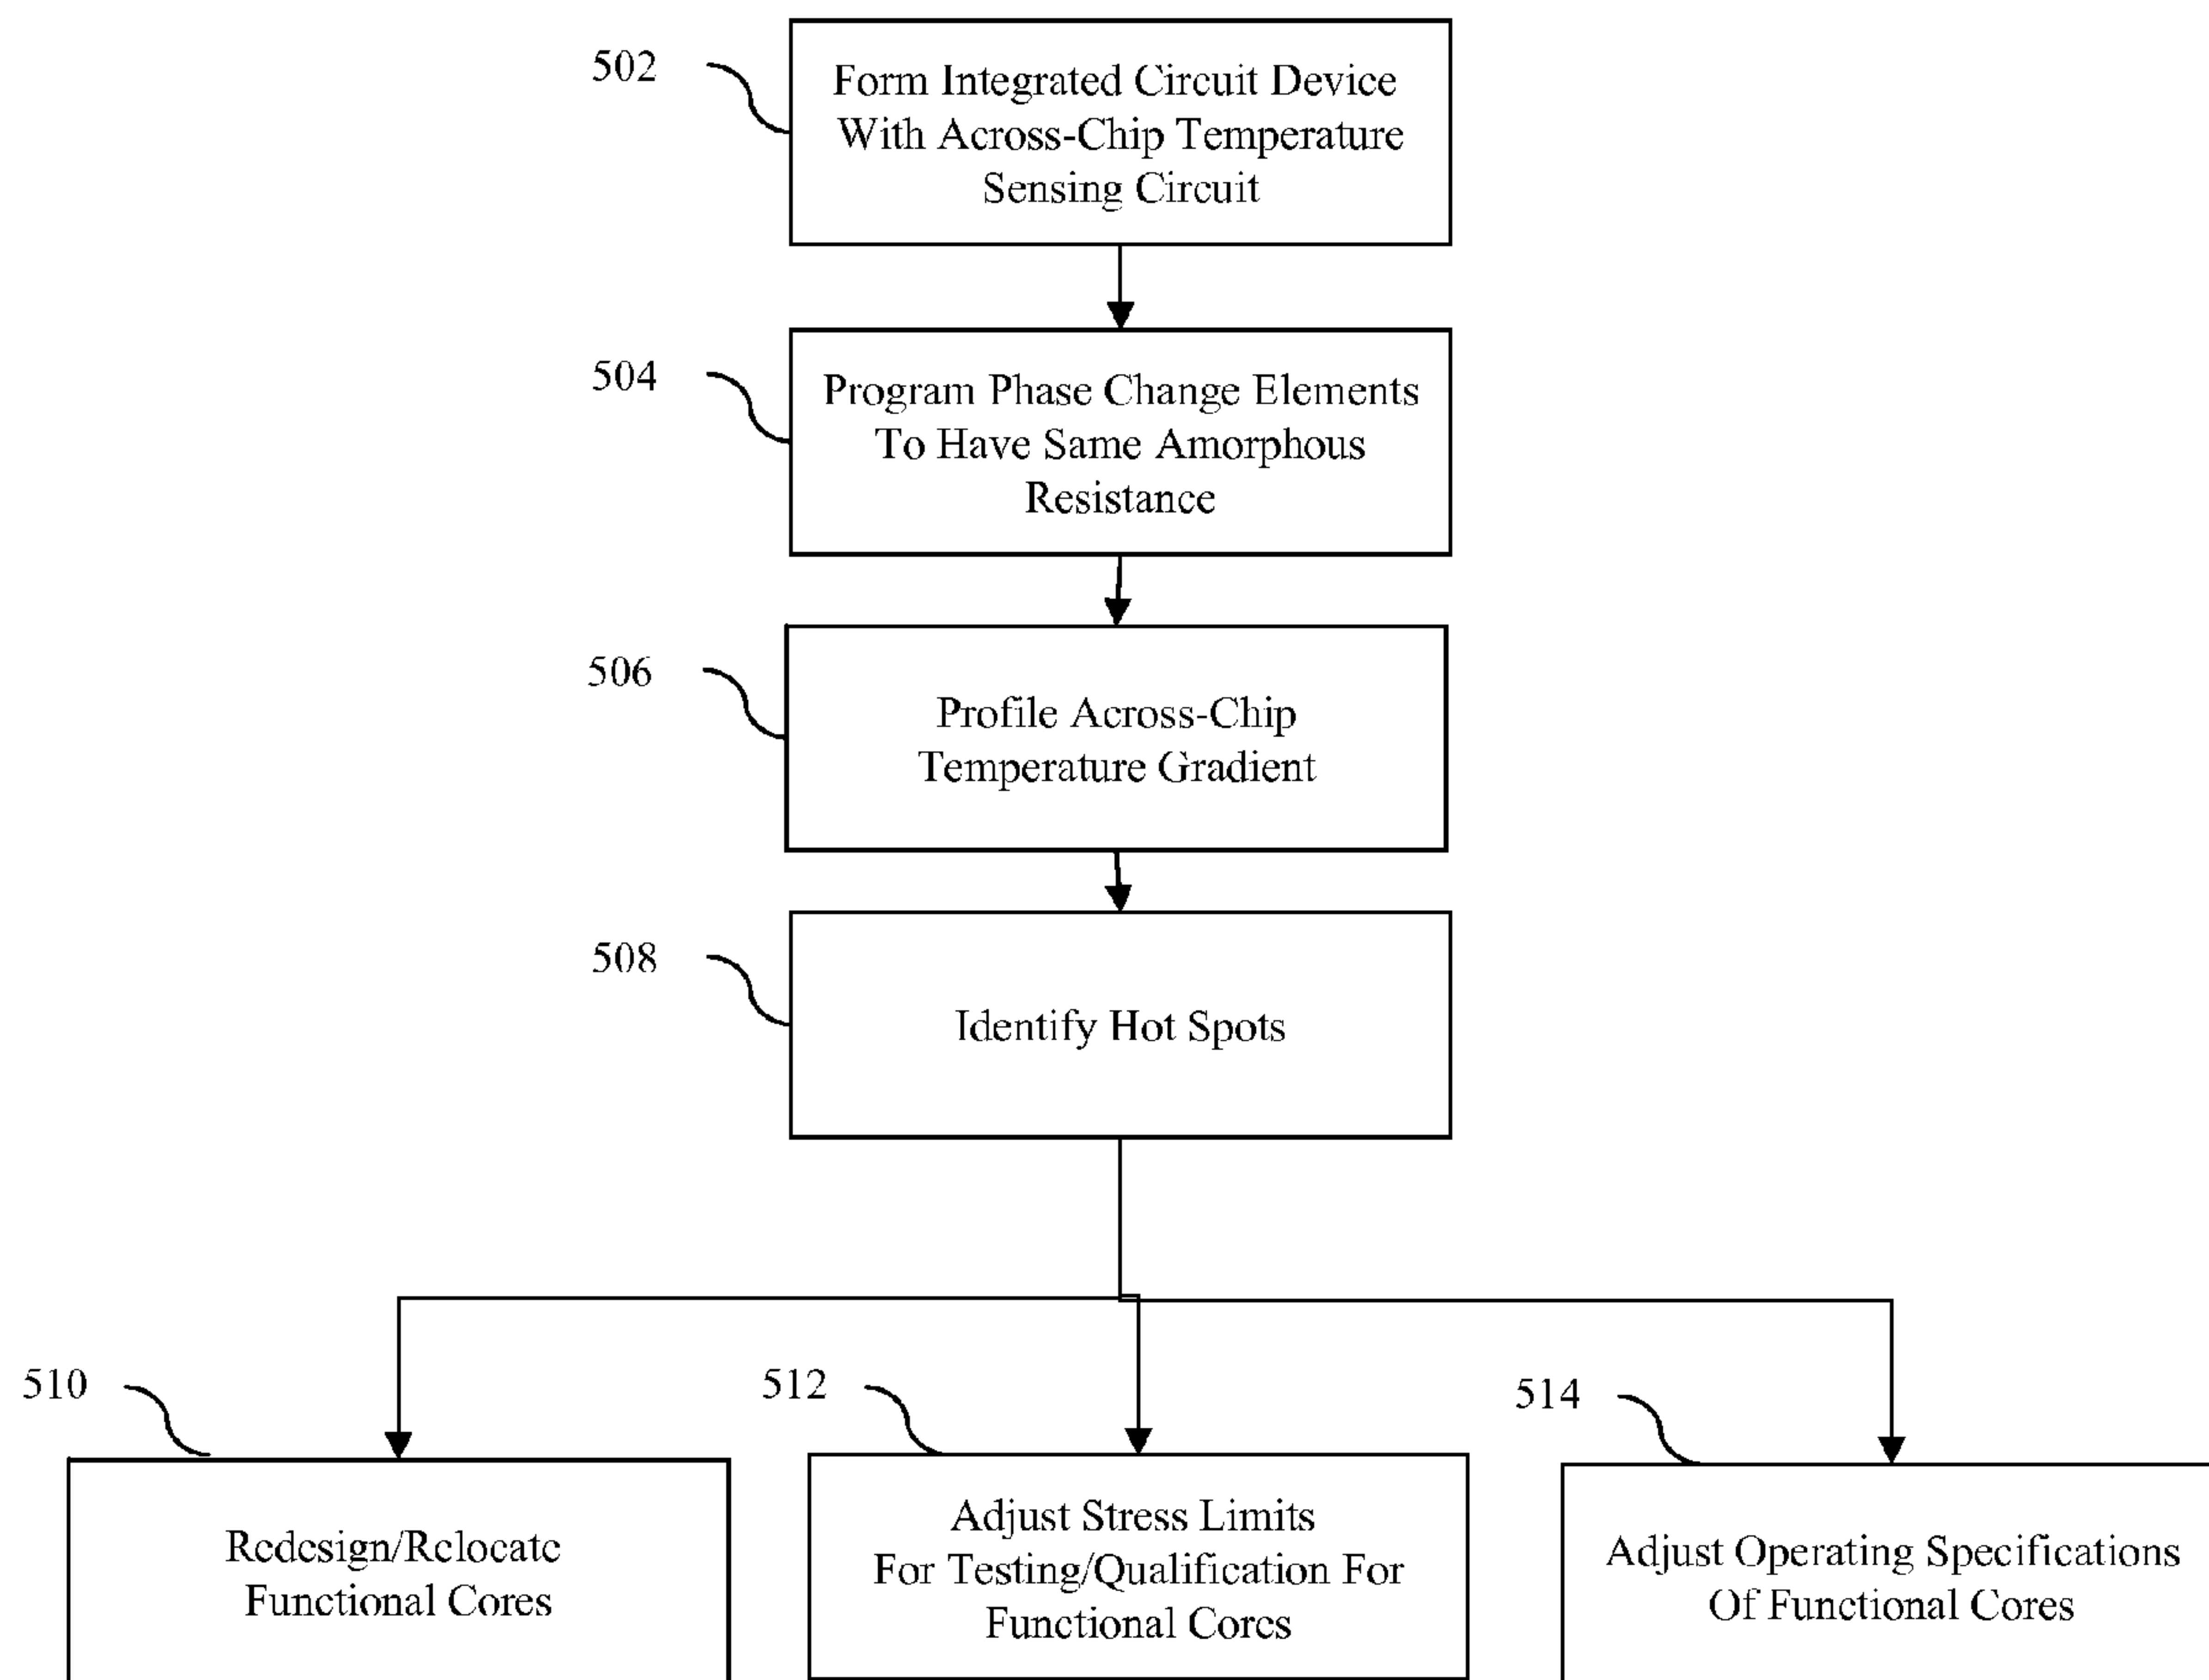 502
Form Integrated Circuit Device
With Across-Chip Temperature
Sensing Circuit
504
Program Phase Change Elements
To Have Same Amorphous
Resistance
506
Profile Across-Chip
Temperature Gradient
508
Identify Hot Spots
510
Redesign/Relocate
Functional Cores
512
Adjust Stress Limits
For Testing/Qualification For
Functional Cores
514
Adjust Operating Specifications
Of Functional Cores